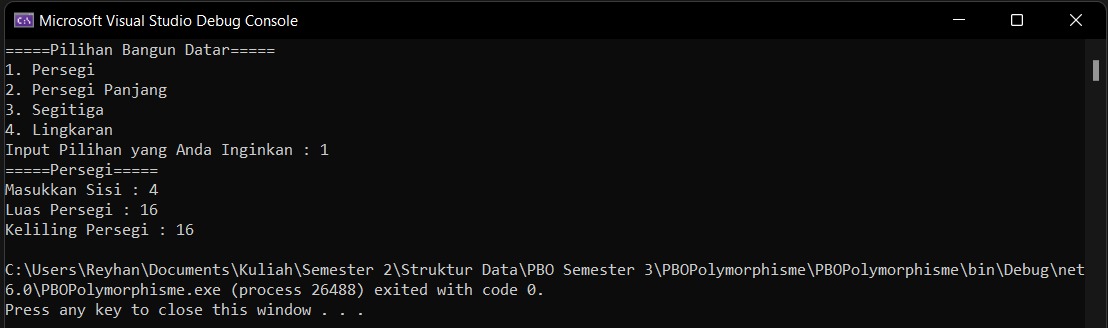 Microsoft Visual Studio Debug Console
=====Pilihan Bangun Datar=====
1. Persegi
2. Persegi Panjang
3. Segitiga
4. Lingkaran
Input Pilihan yang Anda Inginkan : 1
=====Persegi=====
Masukkan Sisi : 4
Luas Persegi : 16
Keliling Persegi : 16
C:\Users\Reyhan\Documents\Kuliah\Semester 2\Struktur Data\PBO Semester 3\PBOPolymorphisme\PBOPolymorphisme\bin\Debug\net
6.0\PBOPolymorphisme.exe (process 26488) exited with code 0.
Press any key to close this window . . .